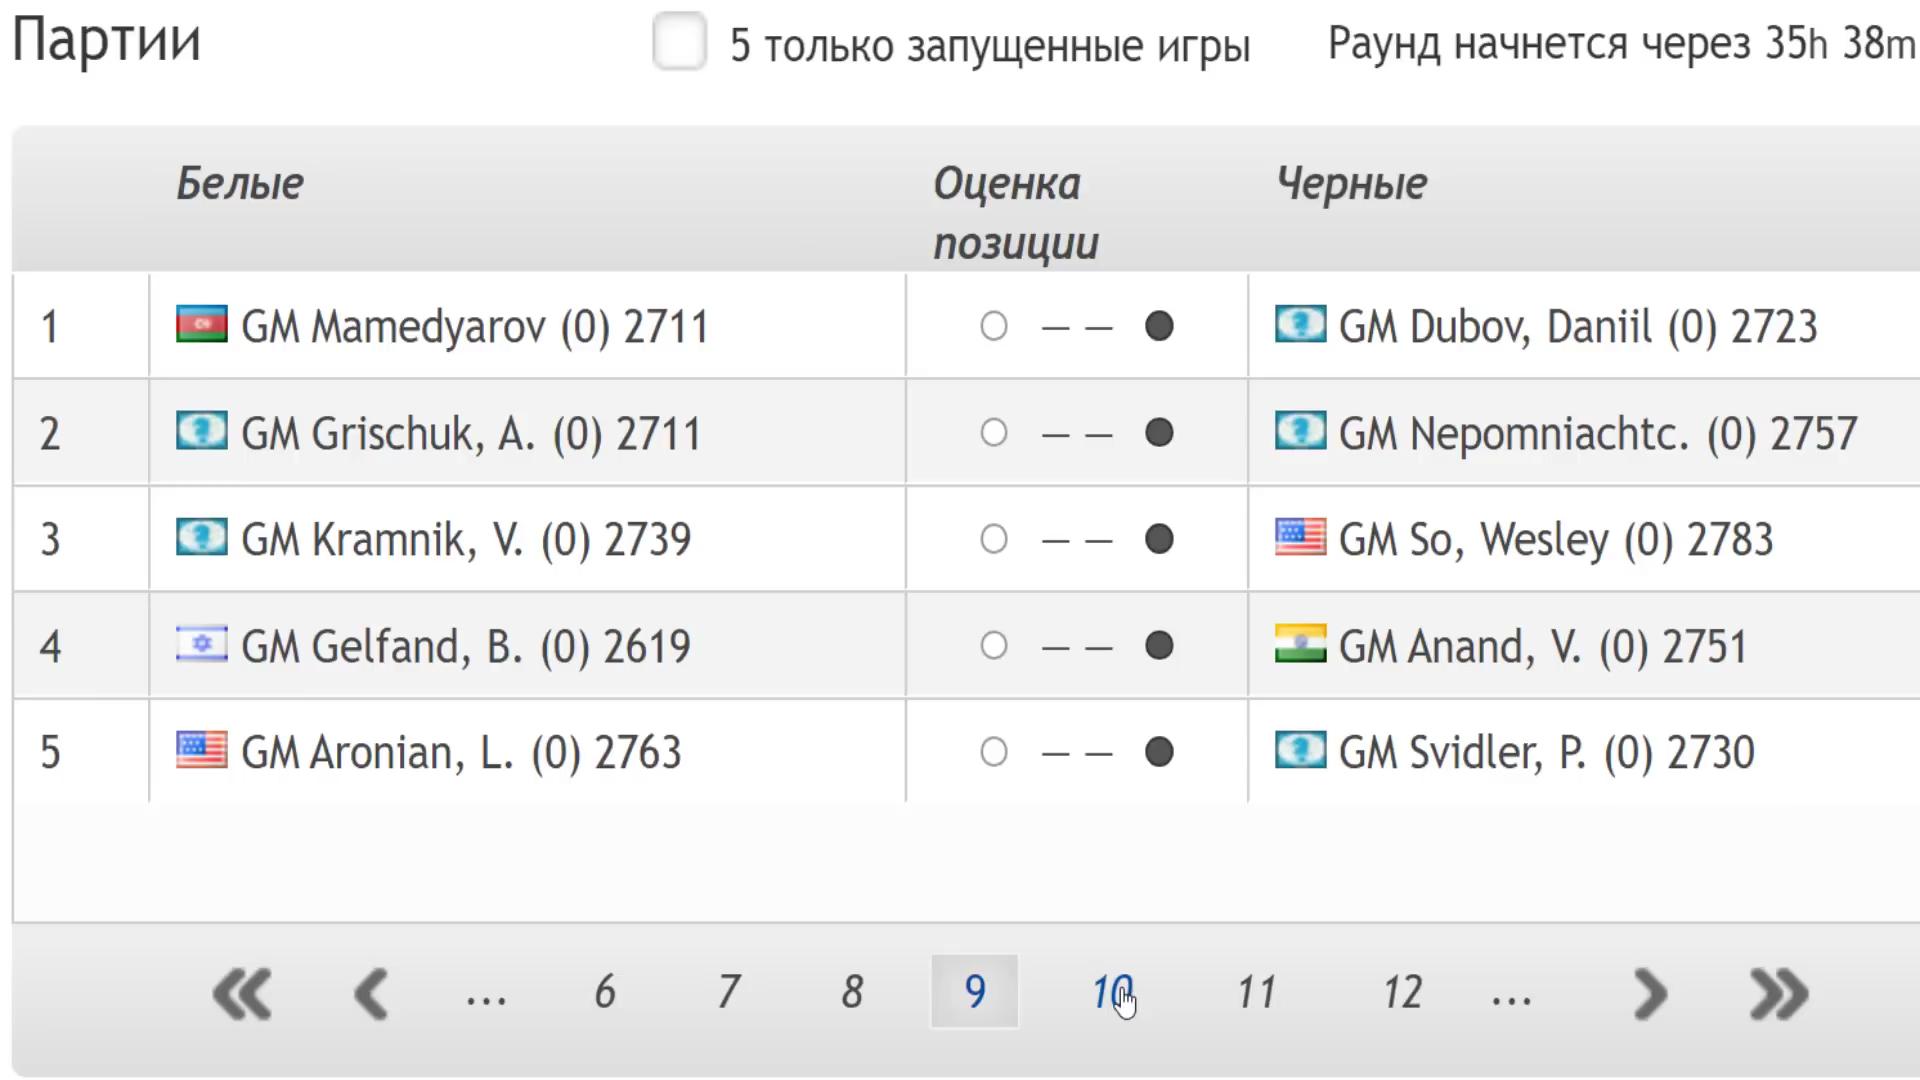 Партии
5 только запущенные игры
Раунд начнется через 35h 38m
Белые
Оценка позиции
Черные
1 GM Mamedyarov (0) 2711 – – GM Dubov, Daniil (0) 2723
2 GM Grischuk, A. (0) 2711 – – GM Nepomniachtc. (0) 2757
3 GM Kramnik, V. (0) 2739 – – GM So, Wesley (0) 2783
4 GM Gelfand, B. (0) 2619 – – GM Anand, V. (0) 2751
5 GM Aronian, L. (0) 2763 – – GM Svidler, P. (0) 2730
... 6 7 8 9 10 11 12 ...